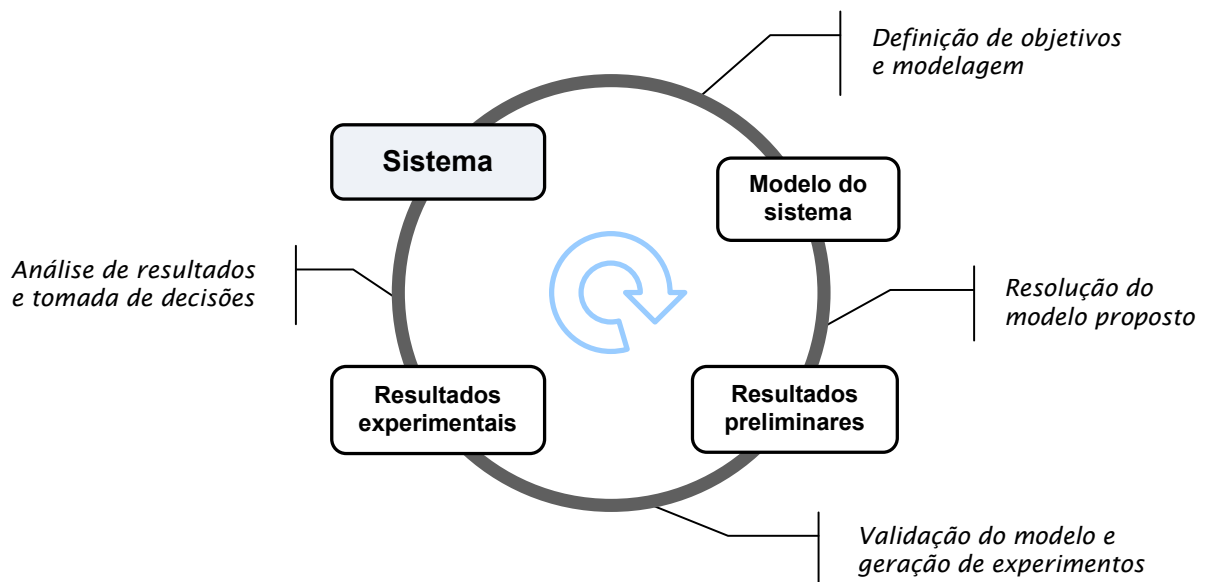 Definição de objetivos
e modelagem
Sistema
Modelo do
sistema
Análise de resultados
e tomada de decisões
Resolução do
modelo proposto
Resultados
experimentais
Resultados
preliminares
Validação do modelo e
geração de experimentos